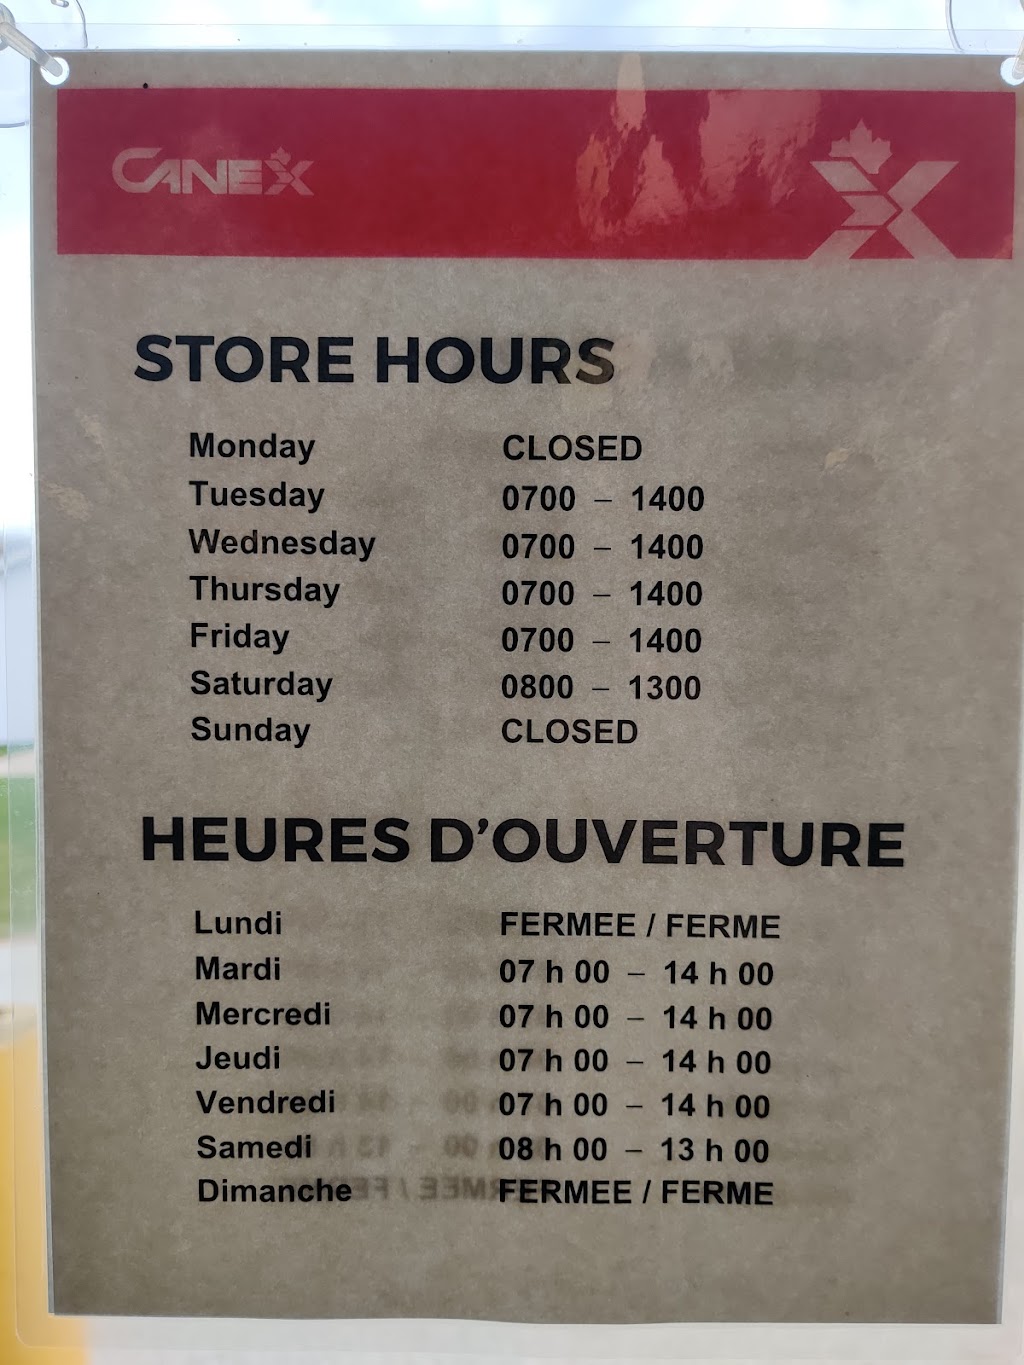 CANEX
STORE HOURS
Monday CLOSED
Tuesday 0700 – 1400
Wednesday 0700 – 1400
Thursday 0700 – 1400
Friday 0700 – 1400
Saturday 0800 – 1300
Sunday CLOSED
HEURES D’OUVERTURE
Lundi FERMEE / FERME
Mardi 07 h 00 – 14 h 00
Mercredi 07 h 00 – 14 h 00
Jeudi 07 h 00 – 14 h 00
Vendredi 07 h 00 – 14 h 00
Samedi 08 h 00 – 13 h 00
Dimanche FERMEE / FERME